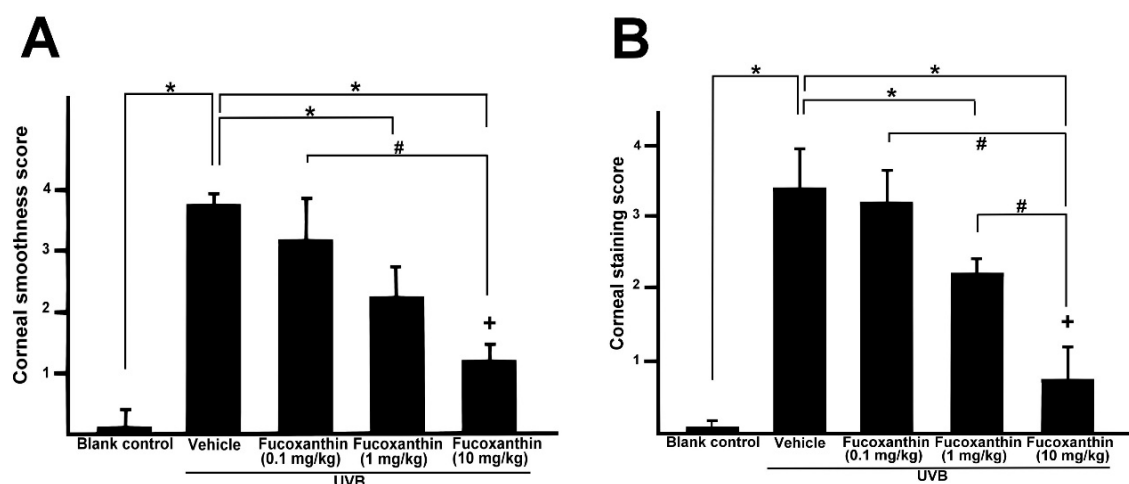 A
Corneal smoothness score
4
3
2
1
*
*
*
#
+
Blank control
Vehicle
Fucoxanthin
(0.1 mg/kg)
Fucoxanthin
(1 mg/kg)
Fucoxanthin
(10 mg/kg)
UVB
B
Corneal staining score
4
3
2
1
*
*
*
#
#
+
Blank control
Vehicle
Fucoxanthin
(0.1 mg/kg)
Fucoxanthin
(1 mg/kg)
Fucoxanthin
(10 mg/kg)
UVB